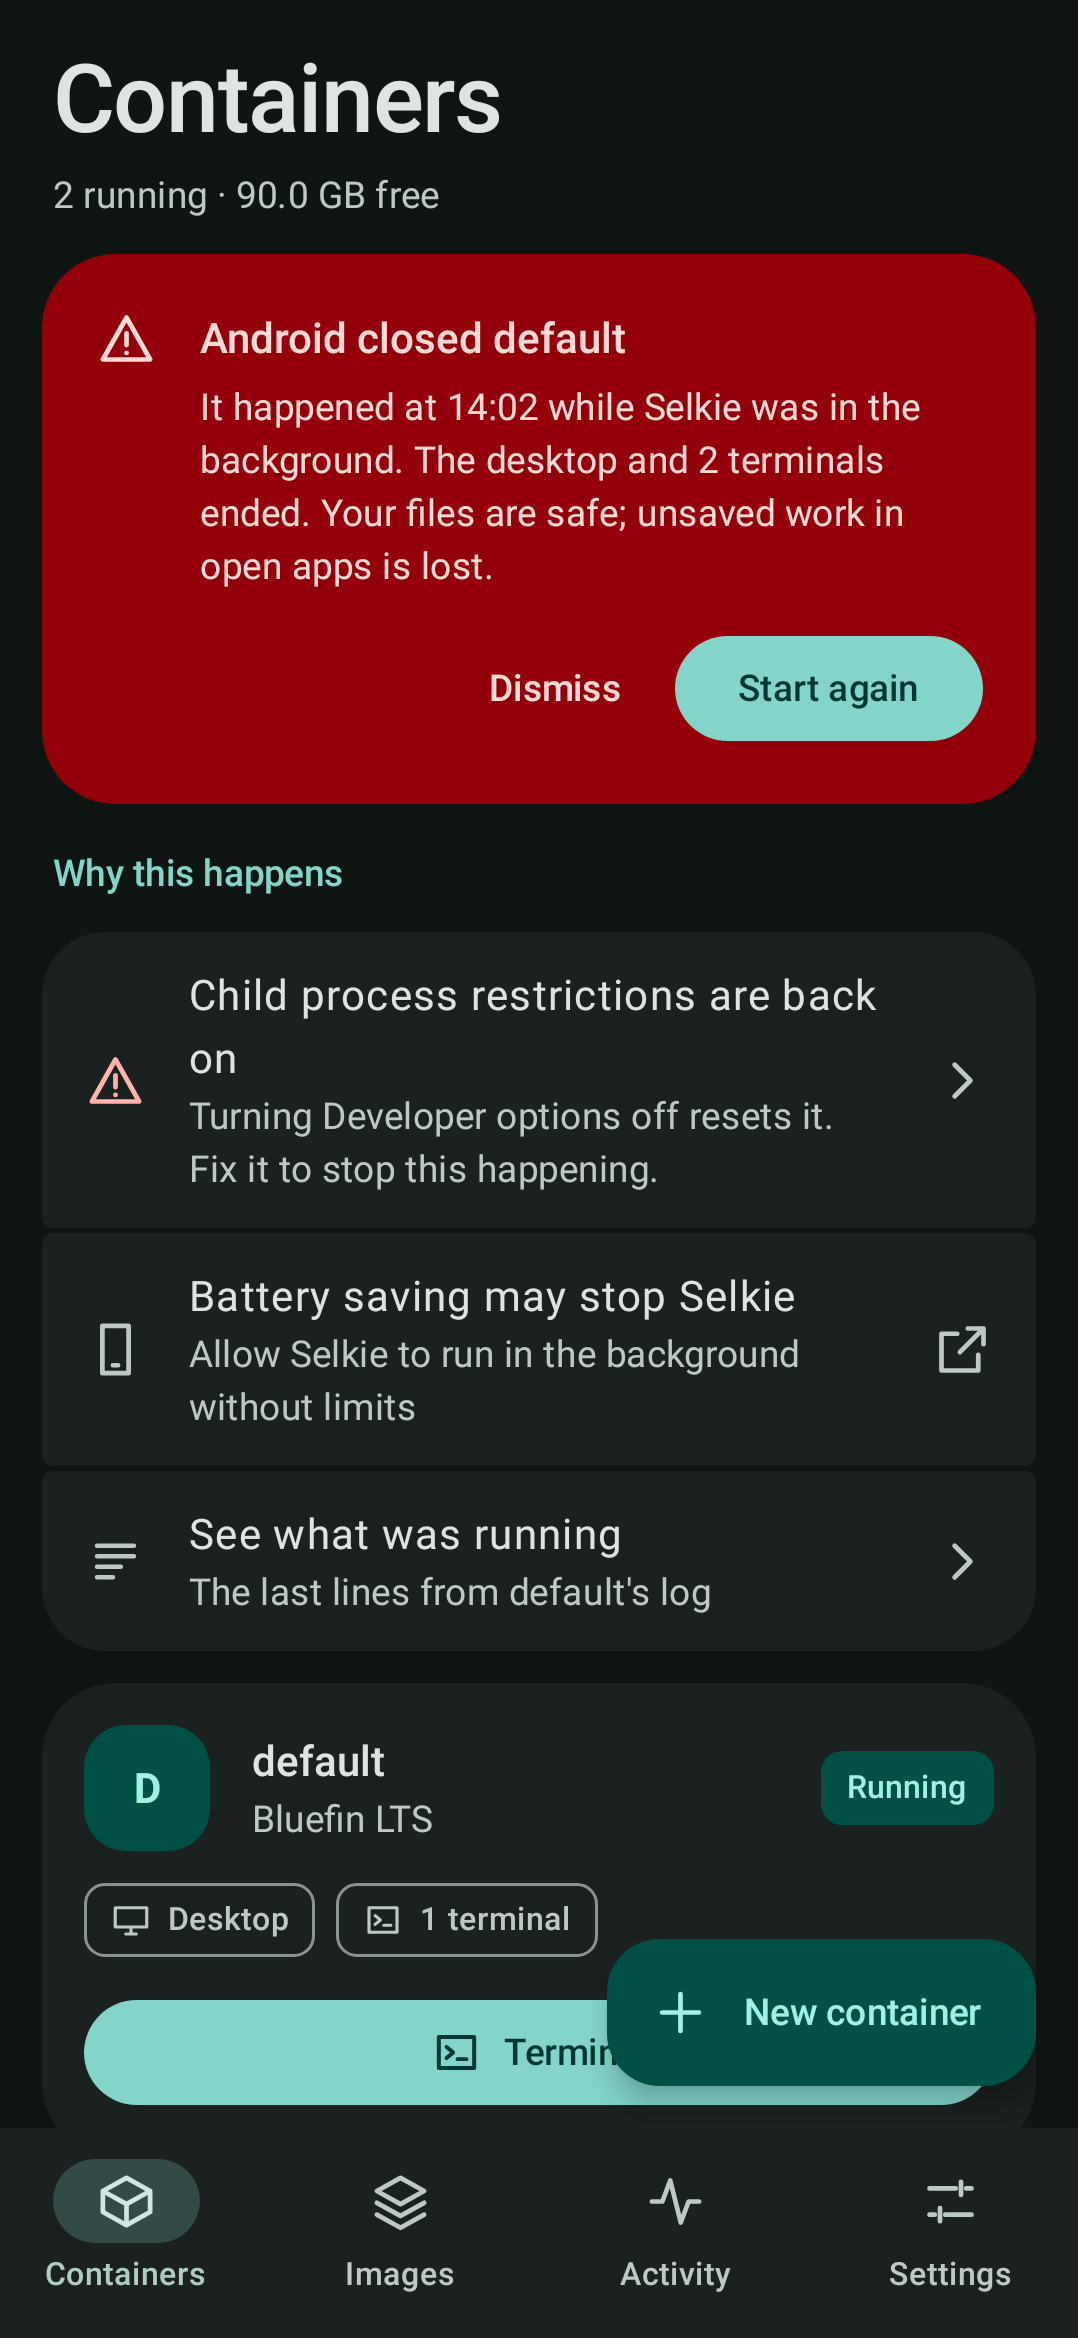 Containers
2 running · 90.0 GB free
Android closed default
It happened at 14:02 while Selkie was in the
background. The desktop and 2 terminals
ended. Your files are safe; unsaved work in
open apps is lost.
Dismiss
Start again
Why this happens
Child process restrictions are back
on
Turning Developer options off resets it.
Fix it to stop this happening.
Battery saving may stop Selkie
Allow Selkie to run in the background
without limits
See what was running
The last lines from default's log
D
default
Bluefin LTS
Running
Desktop
1 terminal
Termin
New container
Containers
Images
Activity
Settings